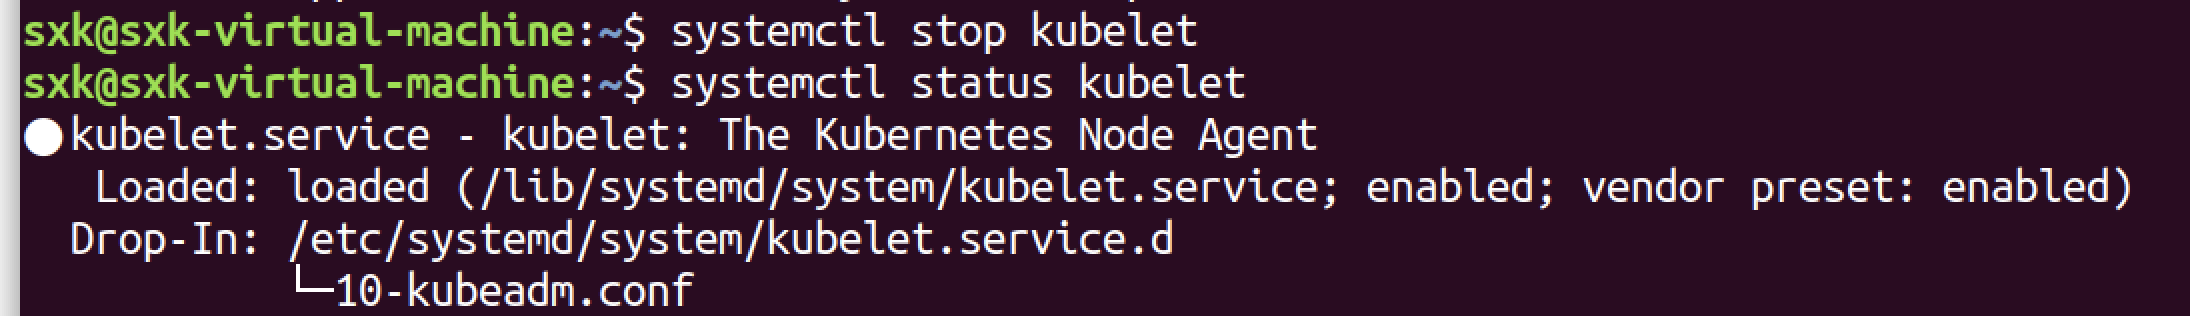 sxk@sxk-virtual-machine:~$ systemctl stop kubelet
sxk@sxk-virtual-machine:~$ systemctl status kubelet
●kubelet.service - kubelet: The Kubernetes Node Agent
Loaded: loaded (/lib/systemd/system/kubelet.service; enabled; vendor preset: enabled)
Drop-In: /etc/systemd/system/kubelet.service.d
└─10-kubeadm.conf